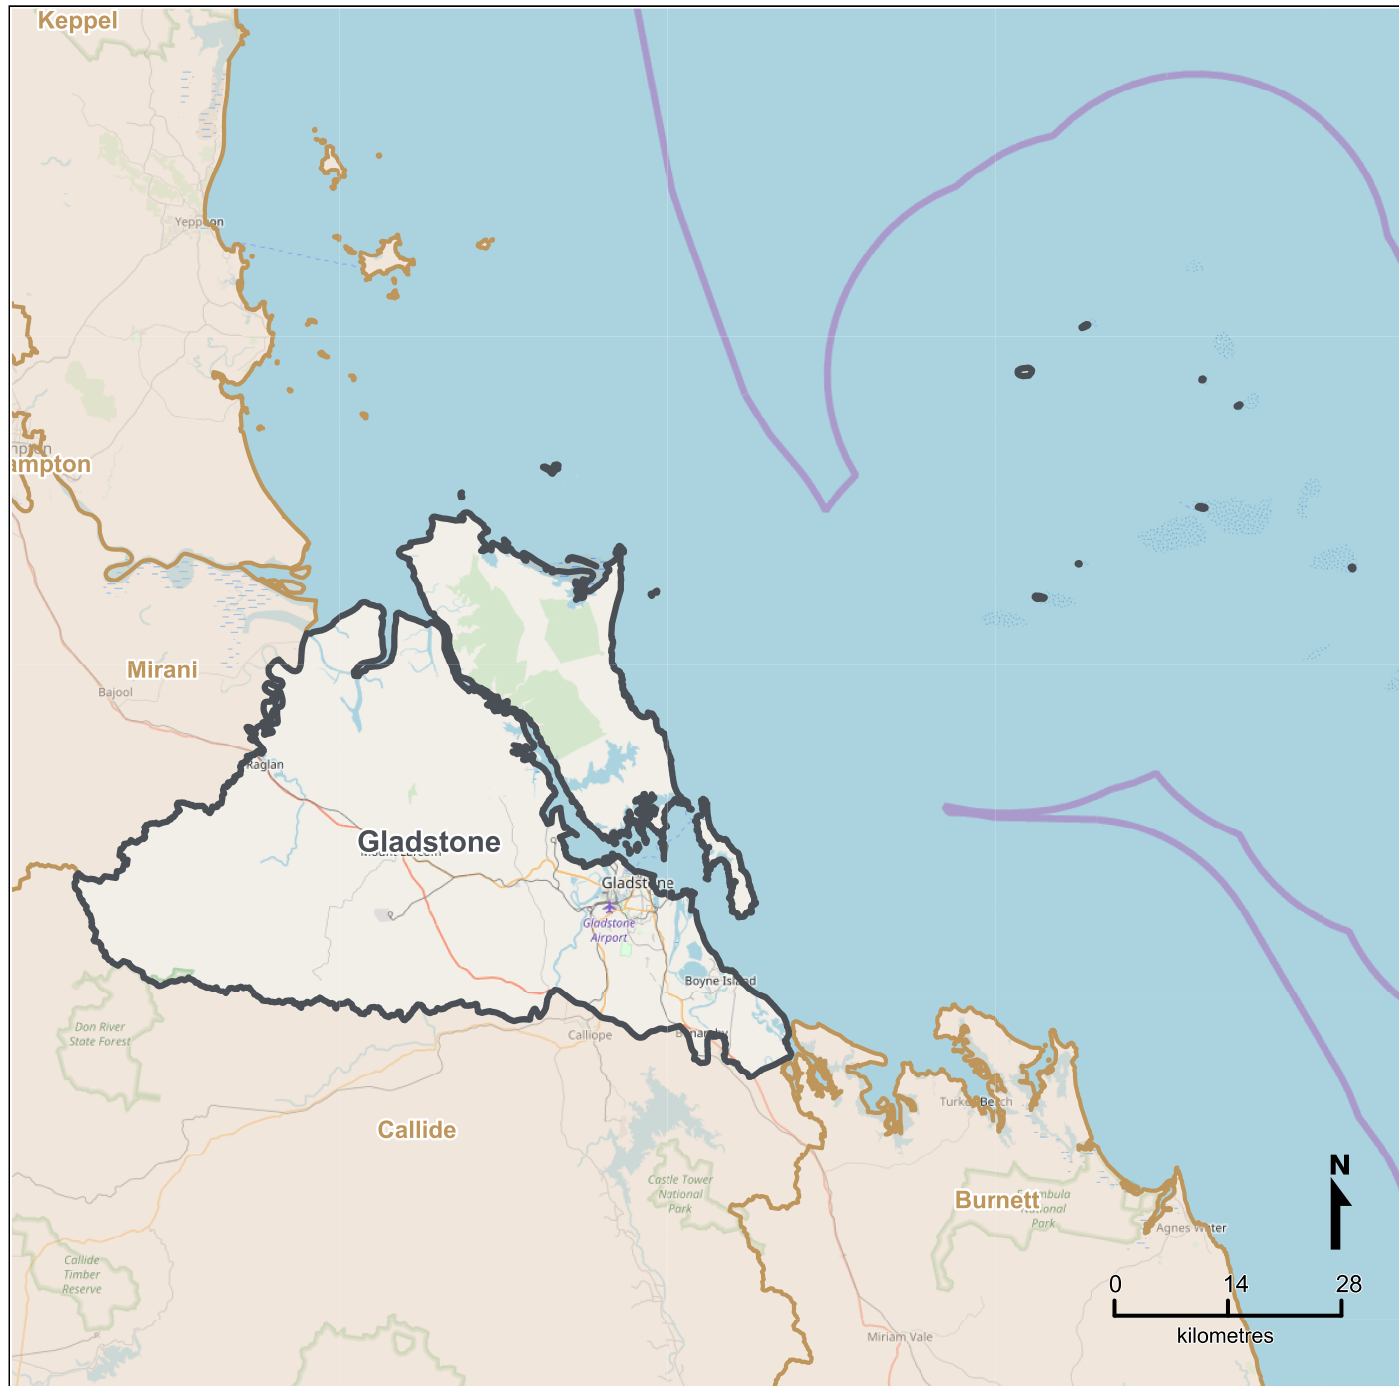 Keppel
Yeppoon
ampton
Mirani
Bajool
Raglan
Gladstone
Gladstone
Gladstone
Airport
Boyne Island
Calliope
Don River
State Forest
Callide
Turkey Beach
Castle Tower
National
Park
Burnett
National
Park
Agnes Water
Callide
Timber
Reserve
Miriam Vale
N
0 14 28
kilometres